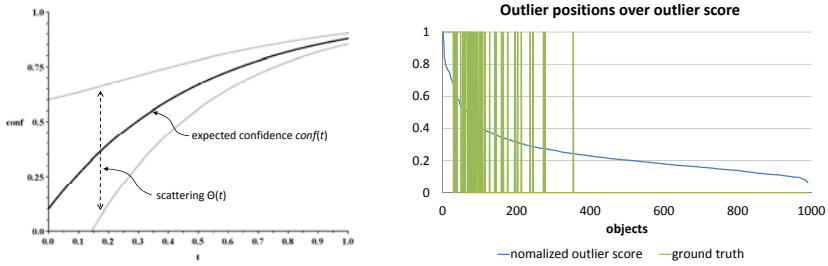 1.0
0.75
conf
0.5
0.25
0.0
0.0 0.1 0.2 0.3 0.4 0.5 0.6 0.7 0.8 0.9 1.0
t
expected confidence conf(t)
scattering Θ(t)
Outlier positions over outlier score
1
0.8
0.6
0.4
0.2
0
0 200 400 600 800 1000
objects
nomalized outlier score
ground truth